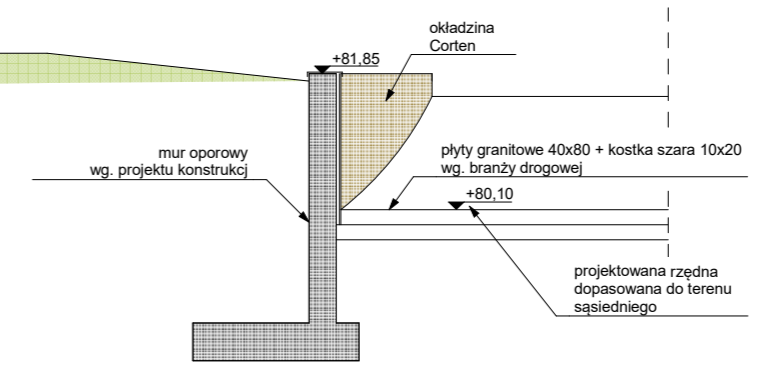 okładzina
Corten
+81,85
mur oporowy
wg. projektu konstrukcj
płyty granitowe 40x80 + kostka szara 10x20
wg. branży drogowej
+80,10
projektowana rzędna
dopasowana do terenu
sąsiedniego